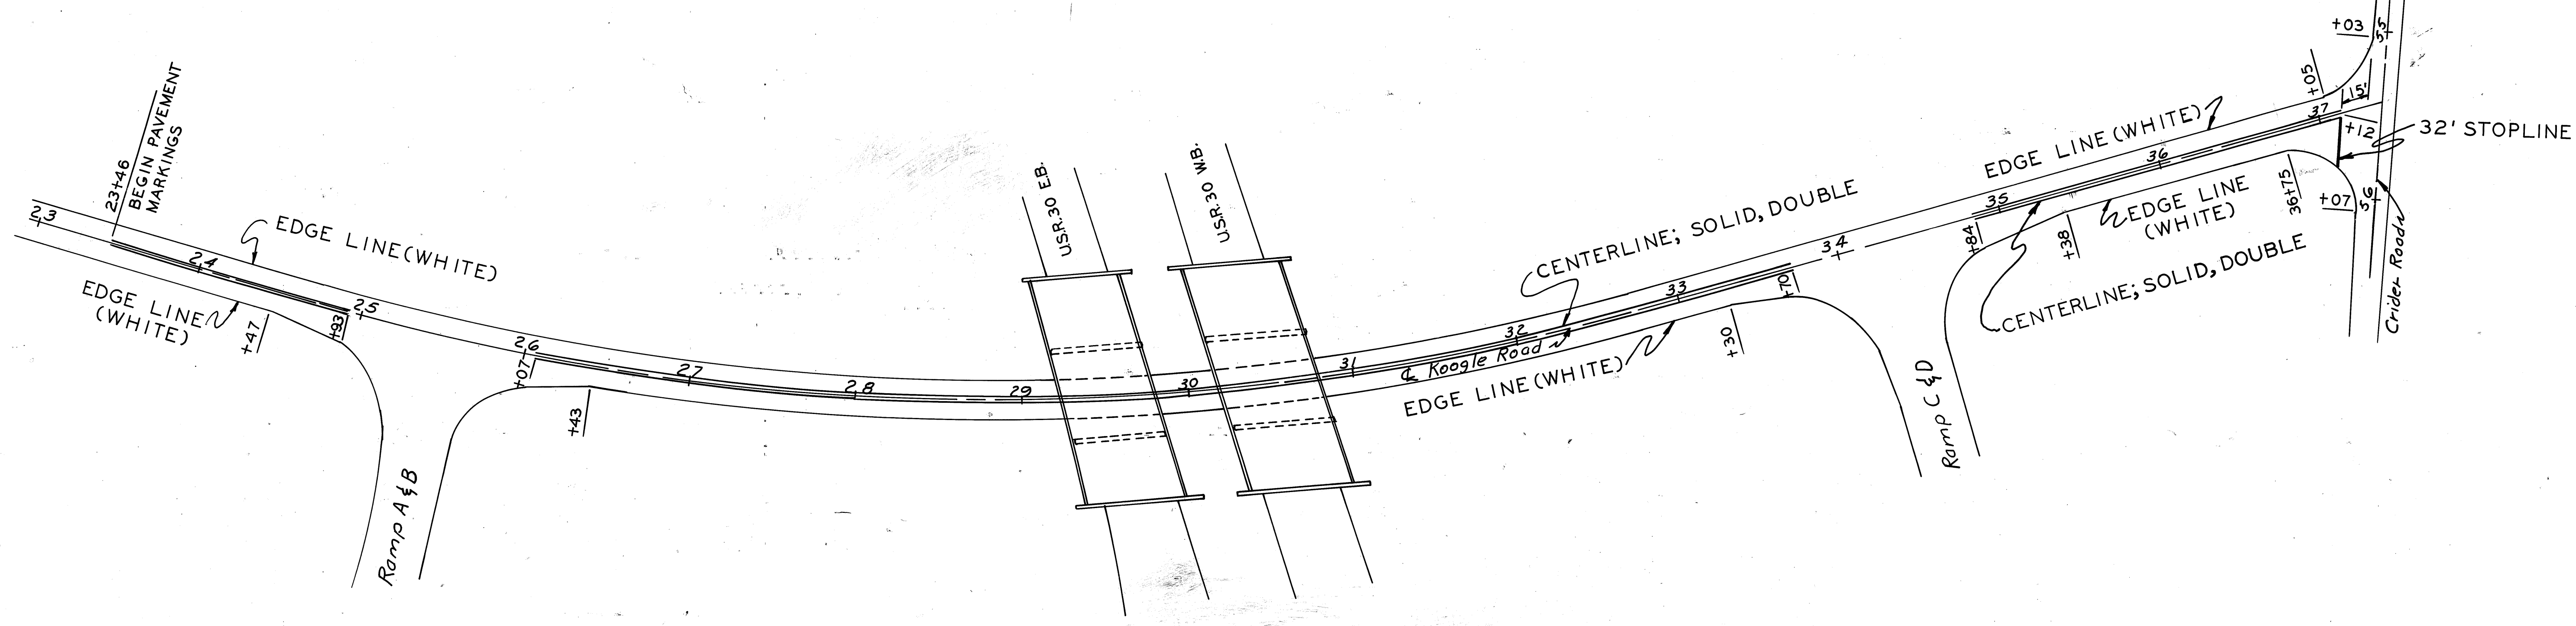 23
23+46
BEGIN PAVEMENT
MARKINGS
24
EDGE LINE (WHITE)
EDGE LINE
(WHITE)
+47
+93
25
Ramp A & B
26
+07
+43
27
28
29
U.S.R. 30 E.B.
30
U.S.R. 30 W.B.
31
℄ Koogle Road
32
CENTERLINE; SOLID, DOUBLE
EDGE LINE (WHITE)
33
+30
+70
34
Ramp C & D
+84
35
+38
CENTERLINE; SOLID, DOUBLE
EDGE LINE (WHITE)
36
EDGE LINE
(WHITE)
36+75
37
+05
15'
+03
55
+12
32' STOPLINE
+07
56
Crider Road